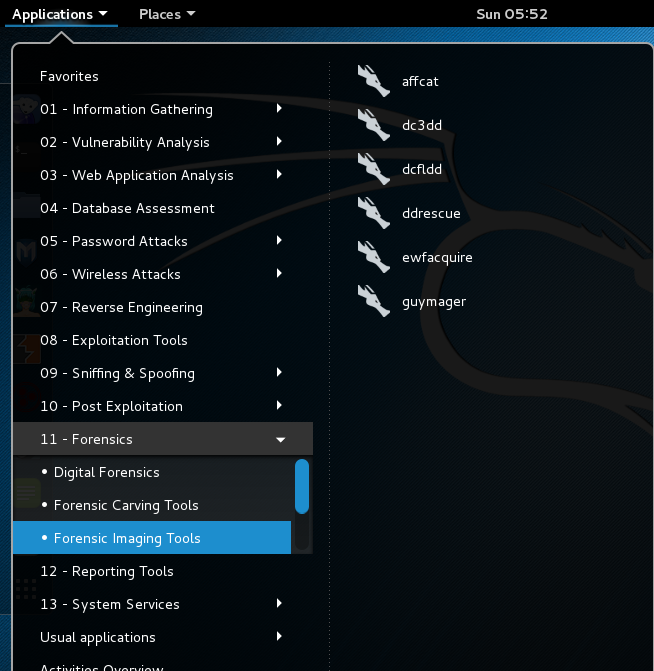 Applications Places Sun 05:52
Favorites
01 - Information Gathering
02 - Vulnerability Analysis
03 - Web Application Analysis
04 - Database Assessment
05 - Password Attacks
06 - Wireless Attacks
07 - Reverse Engineering
08 - Exploitation Tools
09 - Sniffing & Spoofing
10 - Post Exploitation
11 - Forensics
• Digital Forensics
• Forensic Carving Tools
• Forensic Imaging Tools
12 - Reporting Tools
13 - System Services
Usual applications
Activities Overview
affcat
dc3dd
dcfldd
ddrescue
ewfacquire
guymager